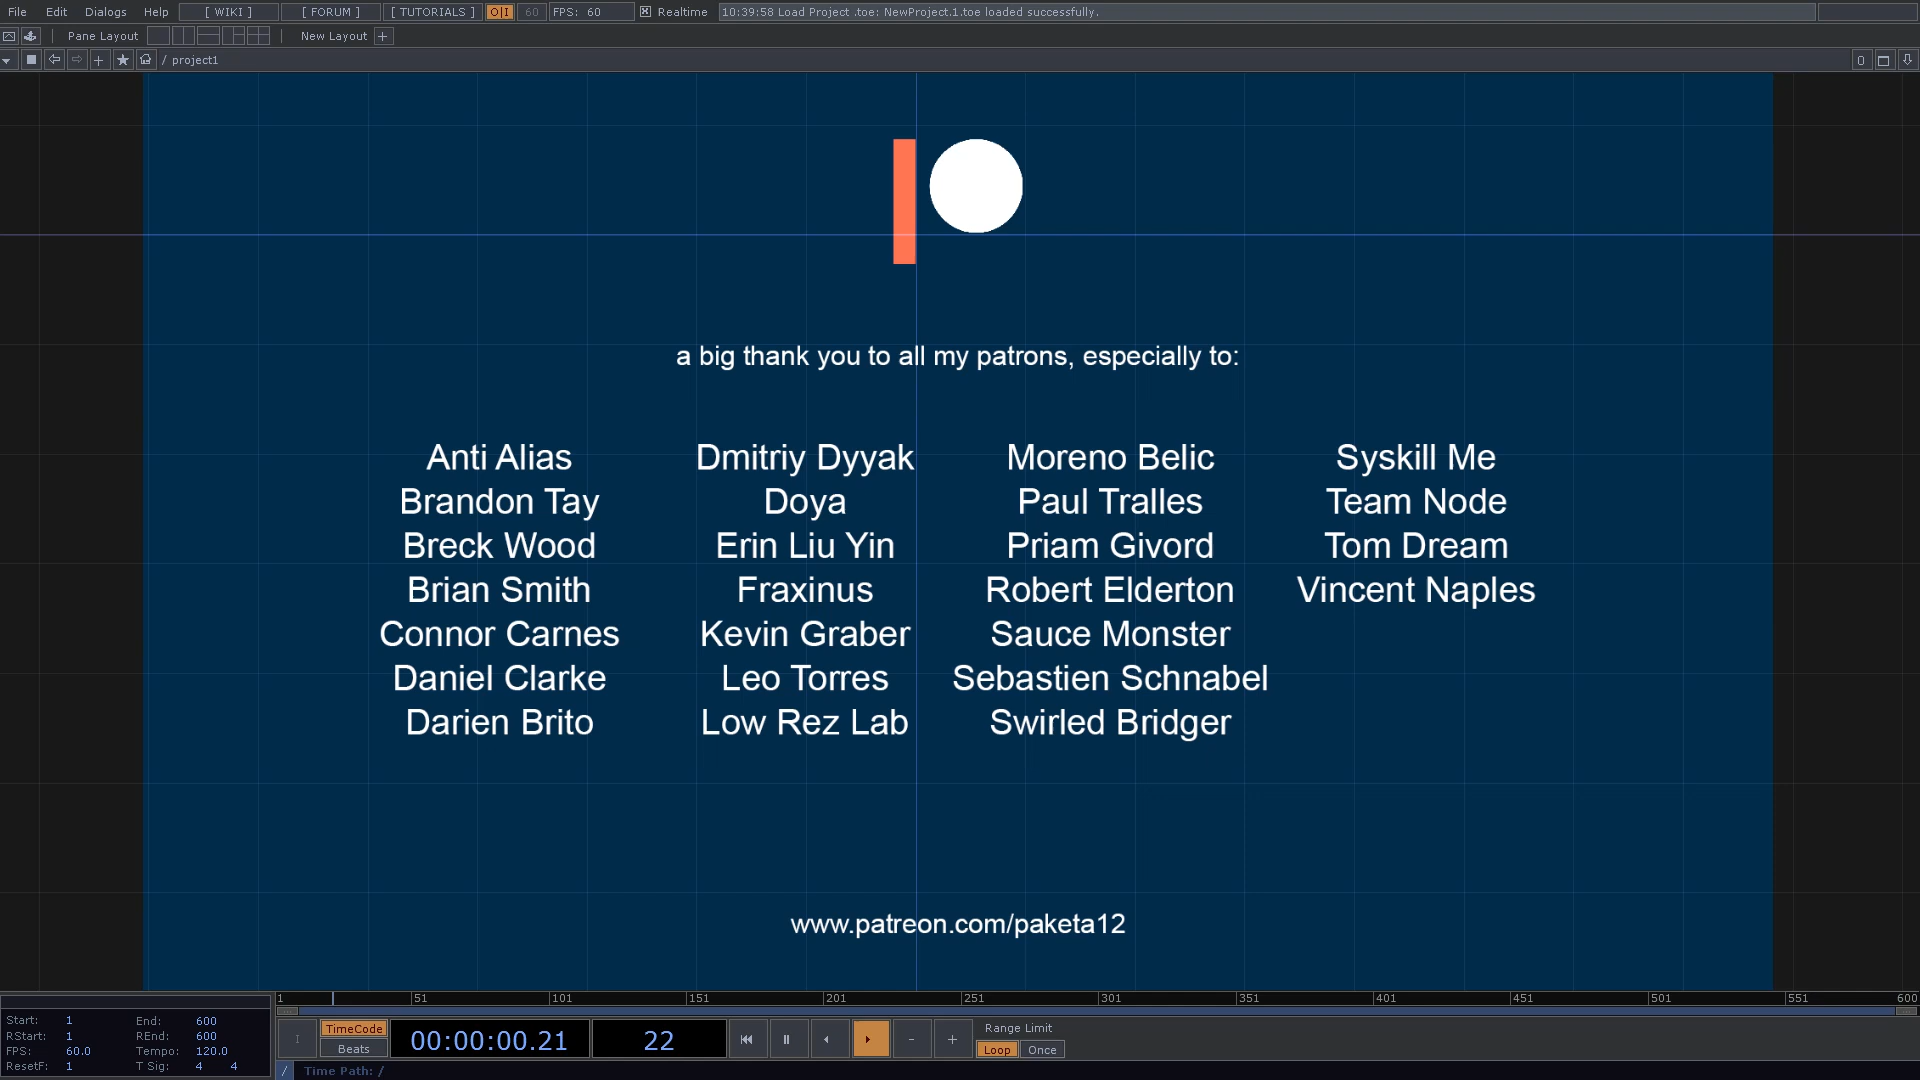 File Edit Dialogs Help [ WIKI ] [ FORUM ] [ TUTORIALS ] O|I 60 FPS: 60 Realtime 10:39:58 Load Project .toe: NewProject.1.toe loaded successfully.
Pane Layout New Layout +
/ project1 0
a big thank you to all my patrons, especially to:
Anti Alias
Brandon Tay
Breck Wood
Brian Smith
Connor Carnes
Daniel Clarke
Darien Brito
Dmitriy Dyyak
Doya
Erin Liu Yin
Fraxinus
Kevin Graber
Leo Torres
Low Rez Lab
Moreno Belic
Paul Tralles
Priam Givord
Robert Elderton
Sauce Monster
Sebastien Schnabel
Swirled Bridger
Syskill Me
Team Node
Tom Dream
Vincent Naples
www.patreon.com/paketa12
1 51 101 151 201 251 301 351 401 451 501 551 600
Start: 1 End: 600
RStart: 1 REnd: 600
FPS: 60.0 Tempo: 120.0
ResetF: 1 T Sig: 4 4
I
TimeCode
Beats
00:00:00.21
22
- +
Range Limit
Loop Once
/ Time Path: /